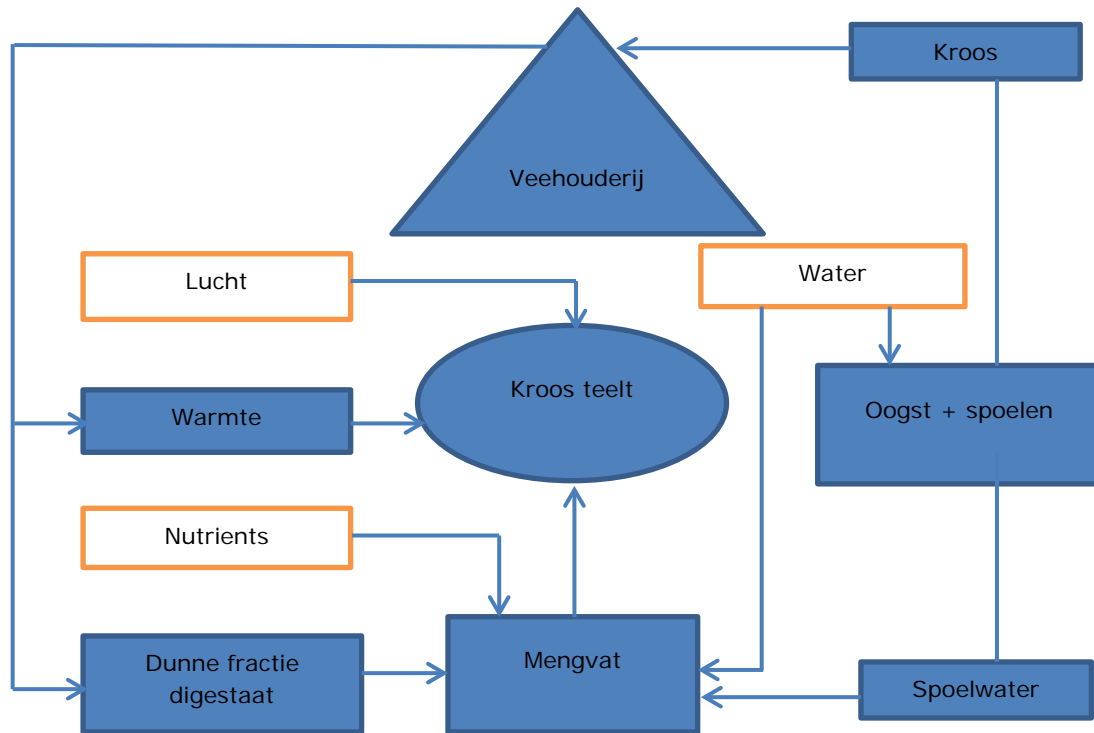 Kroos
Veehouderij
Lucht
Water
Kroos teelt
Warmte
Oogst + spoelen
Nutrients
Dunne fractie
digestaat
Mengvat
Spoelwater